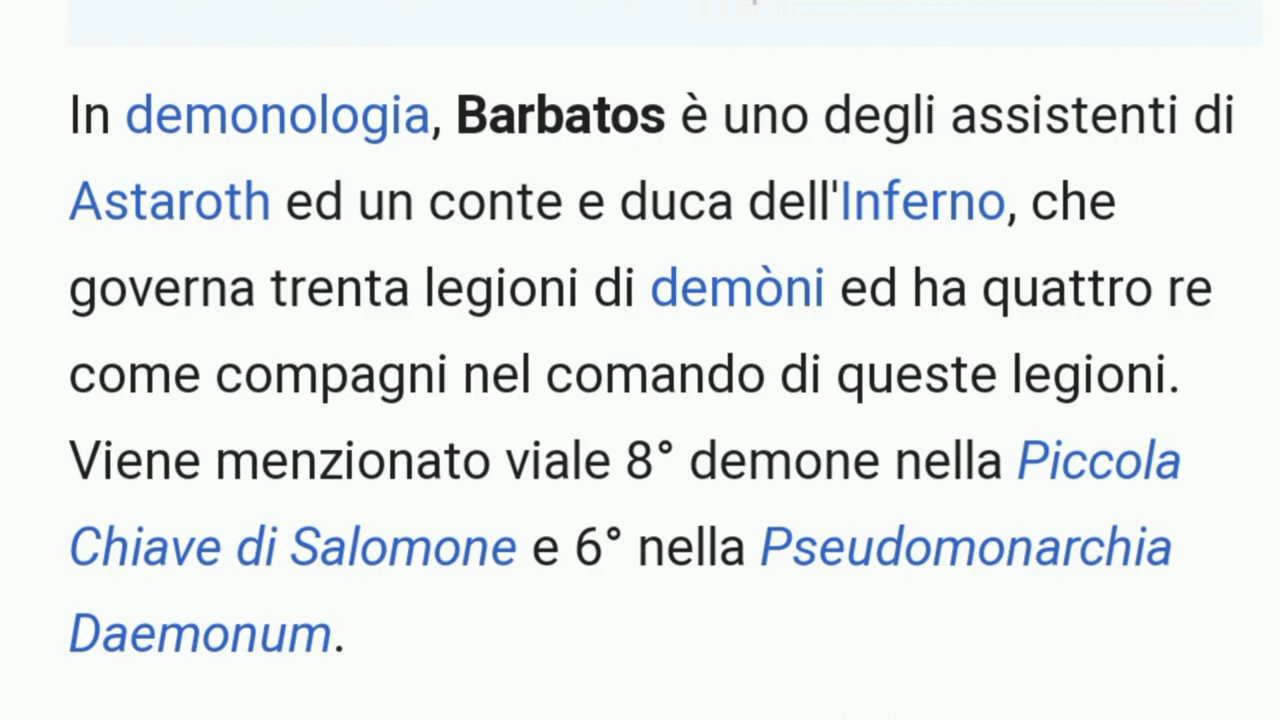 In demonologia, Barbatos è uno degli assistenti di
Astaroth ed un conte e duca dell'Inferno, che
governa trenta legioni di demòni ed ha quattro re
come compagni nel comando di queste legioni.
Viene menzionato viale 8° demone nella Piccola
Chiave di Salomone e 6° nella Pseudomonarchia
Daemonum.